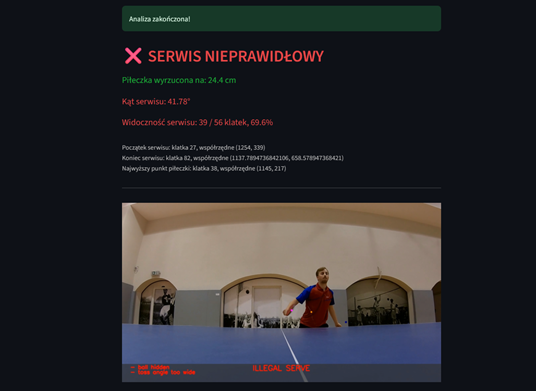 Analiza zakończona!
❌ SERWIS NIEPRAWIDŁOWY
Piłeczka wyrzucona na: 24.4 cm
Kąt serwisu: 41.78°
Widoczność serwisu: 39 / 56 klatek, 69.6%
Początek serwisu: klatka 27, współrzędne (1254, 339)
Koniec serwisu: klatka 82, współrzędne (1137.7894736842106, 658.578947368421)
Najwyższy punkt piłeczki: klatka 38, współrzędne (1145, 217)
- ball hidden
- toss angle too wide
ILLEGAL SERVE